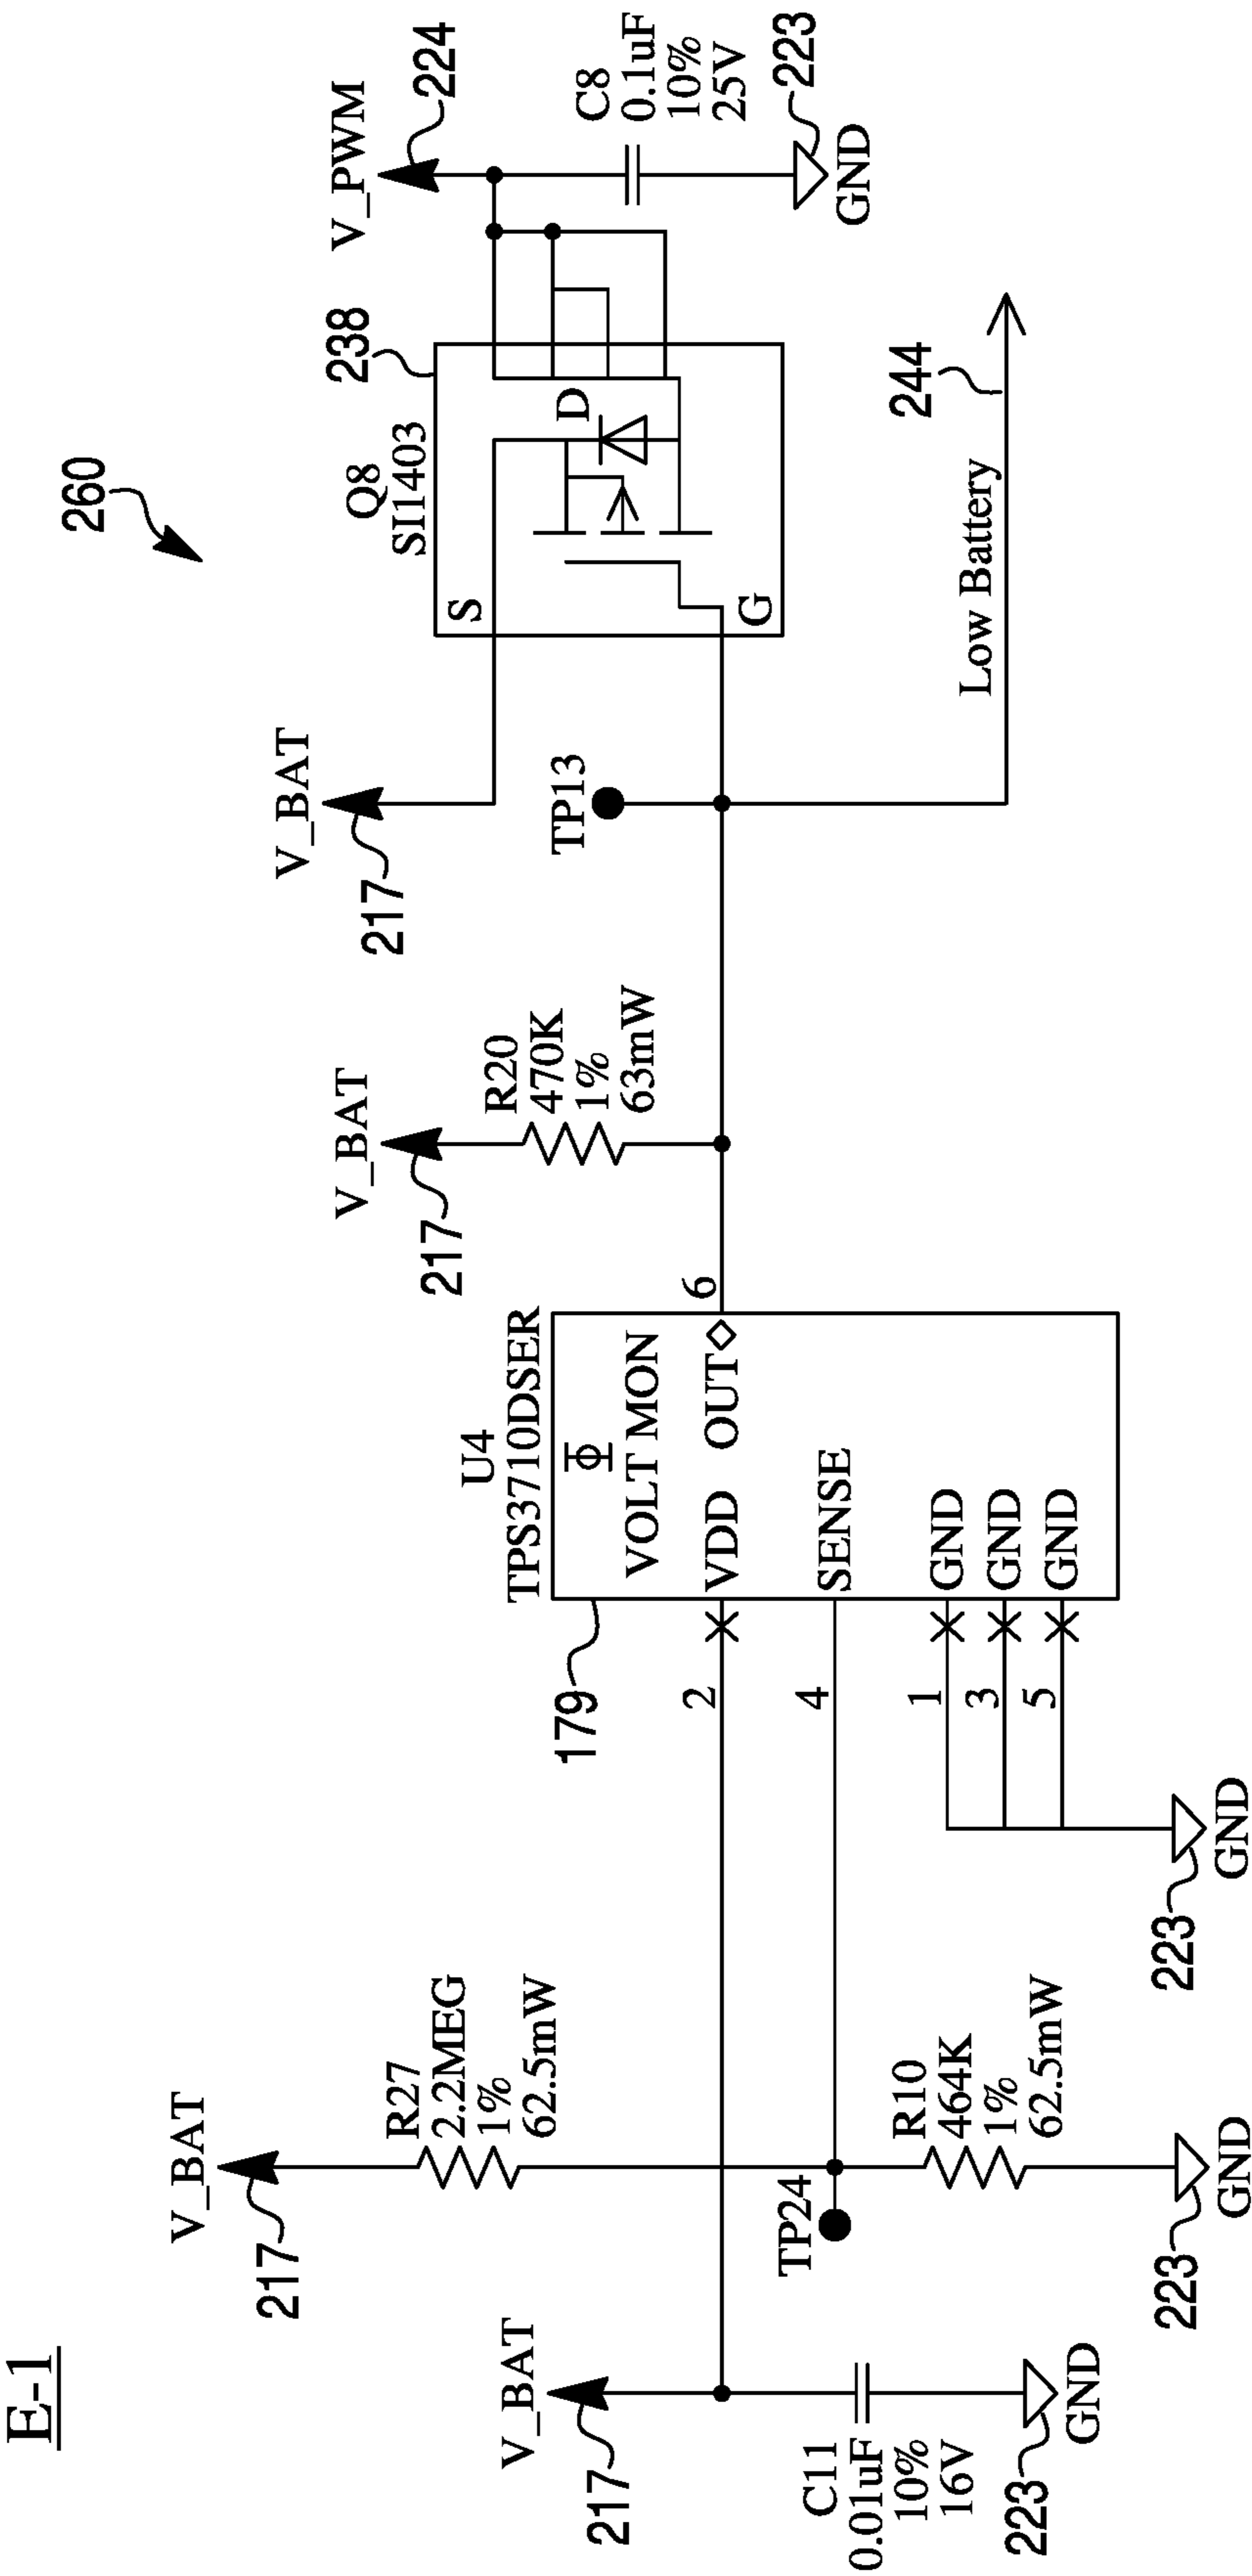 E-1
260
V_BAT
217
C11
0.01uF
10%
16V
223
GND
V_BAT
217
R27
2.2MEG
1%
62.5mW
TP24
R10
464K
1%
62.5mW
223
GND
U4
TPS3710DSER
179
Φ
VOLT MON
VDD
OUT
SENSE
GND
GND
GND
2
4
1
3
5
6
223
GND
V_BAT
217
R20
470K
1%
63mW
V_BAT
217
TP13
Q8
SI1403
238
S
D
G
V_PWM
224
C8
0.1uF
10%
25V
223
GND
Low Battery
244